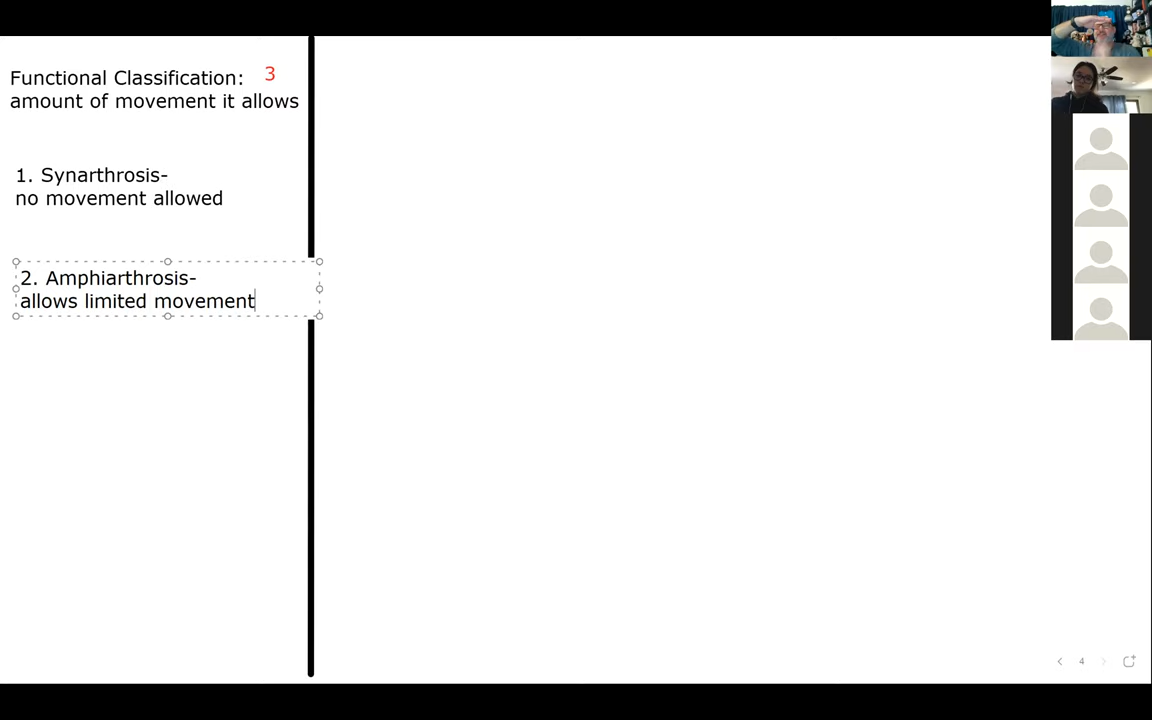 Functional Classification: 3
amount of movement it allows
1. Synarthrosis-
no movement allowed
2. Amphiarthrosis-
allows limited movement
4